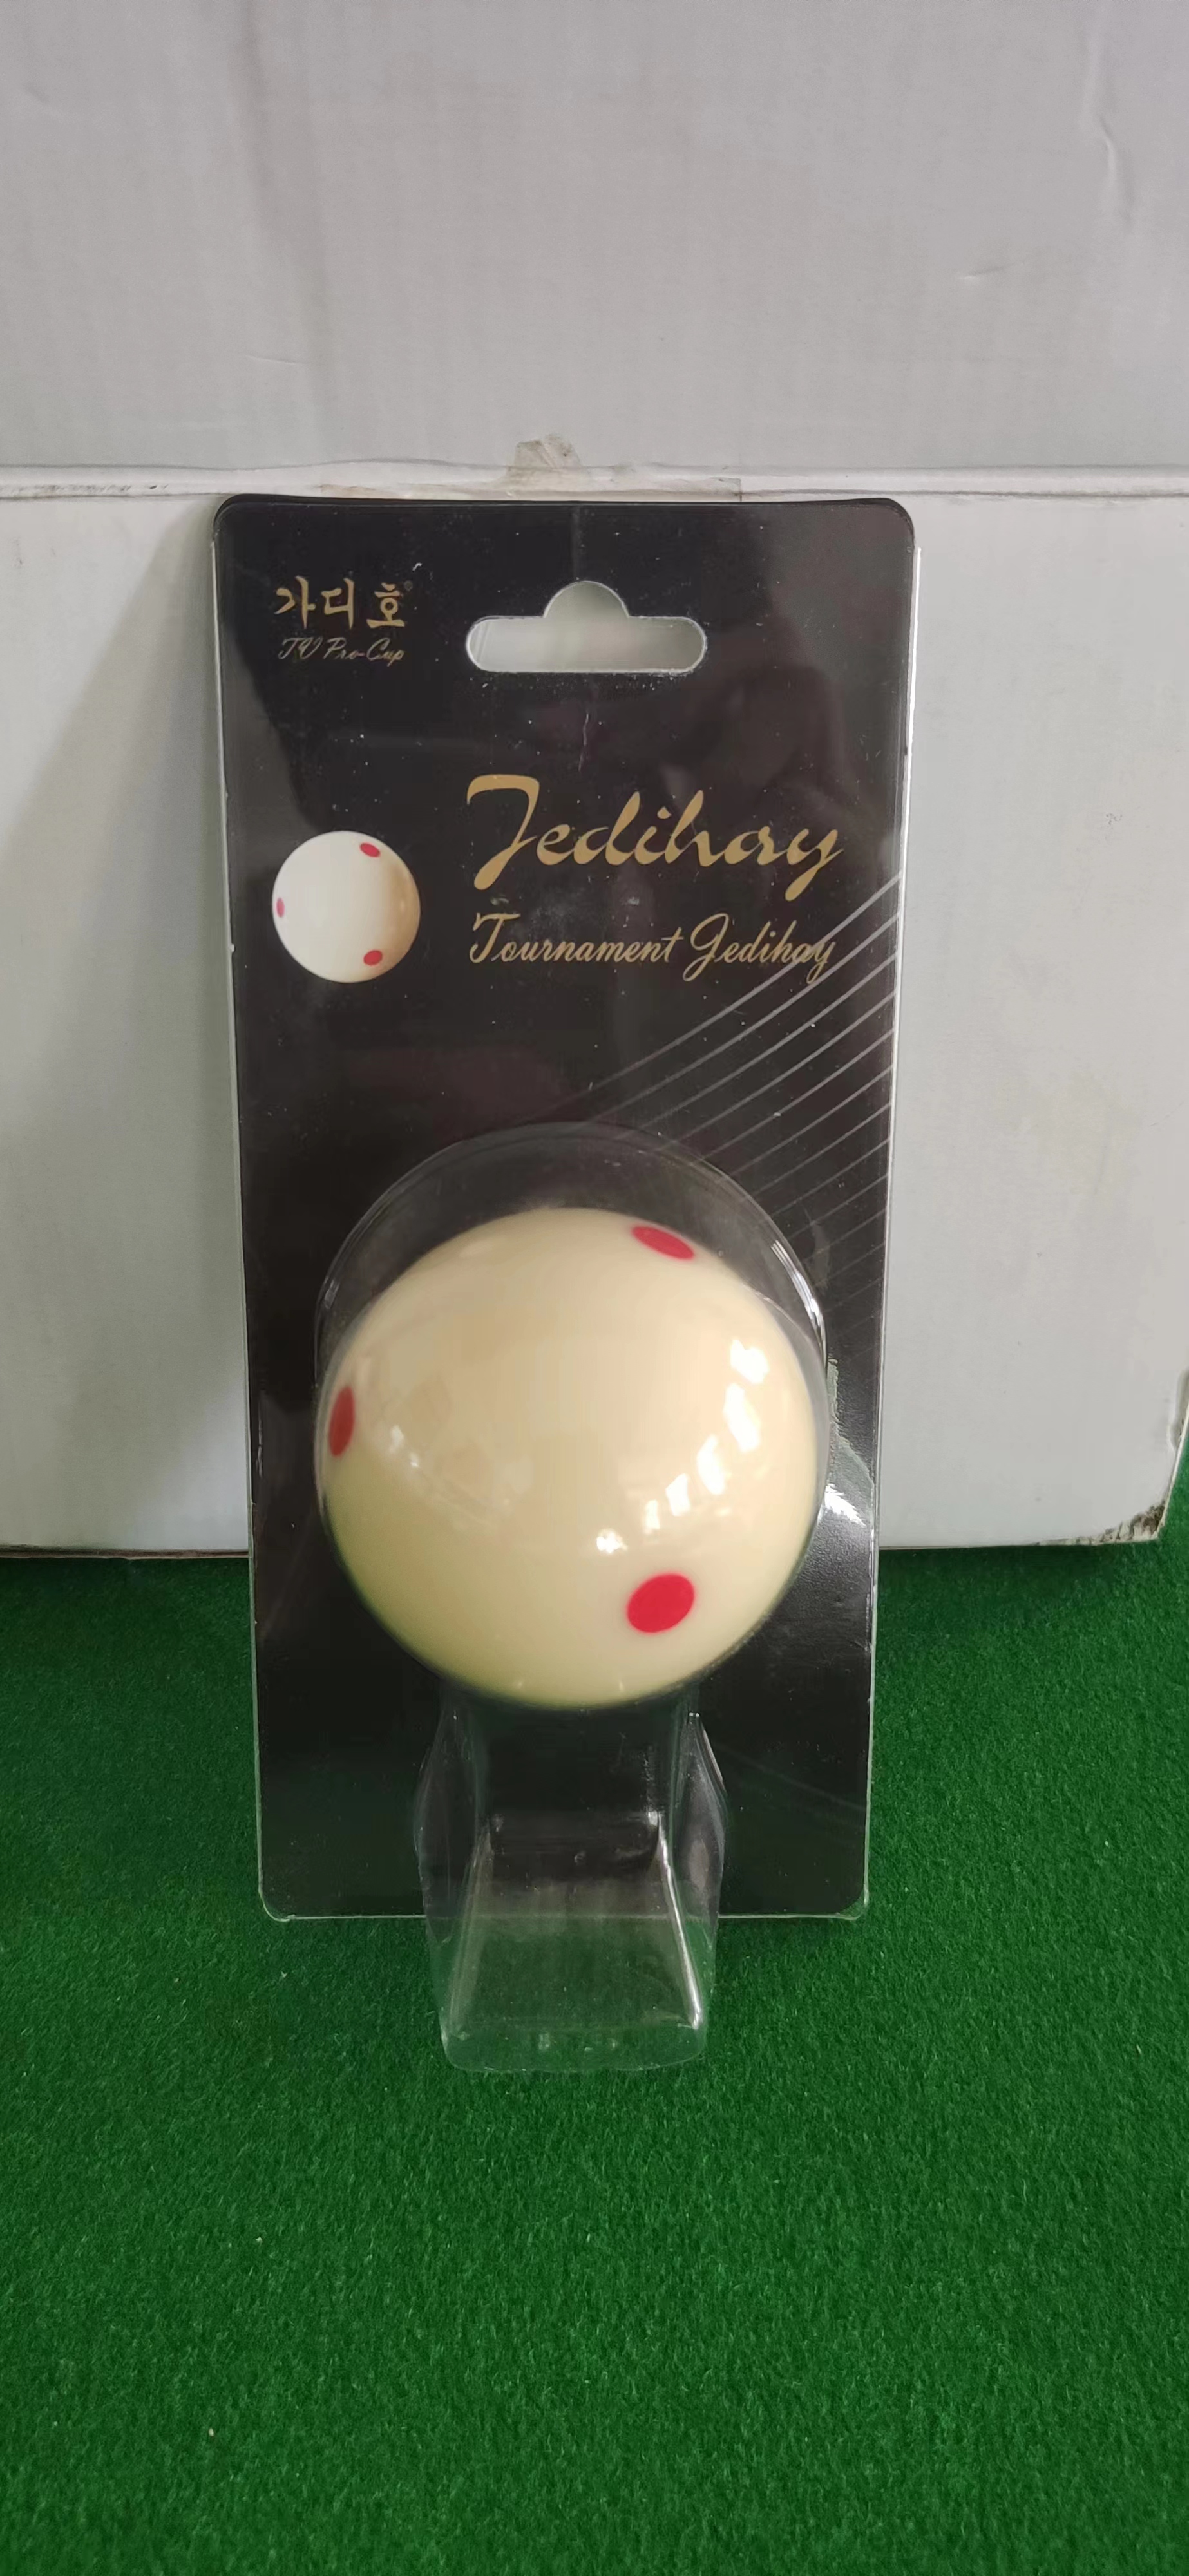 가디호
TV Pro-Cup
Jedihay
Tournament Jedihay